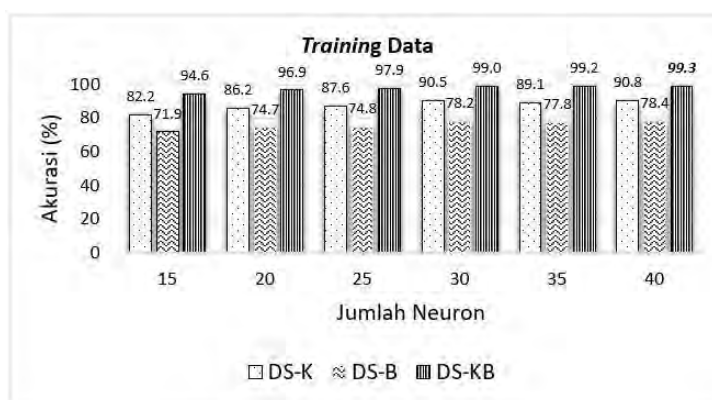 Training Data
94.6 96.9 97.9 99.0 99.2 99.3
82.2 86.2 87.6 90.5 89.1 90.8
71.9 74.7 74.8 78.2 77.8 78.4
100
80
60
40
20
0
Akurasi (%)
15 20 25 30 35 40
Jumlah Neuron
DS-K DS-B DS-KB